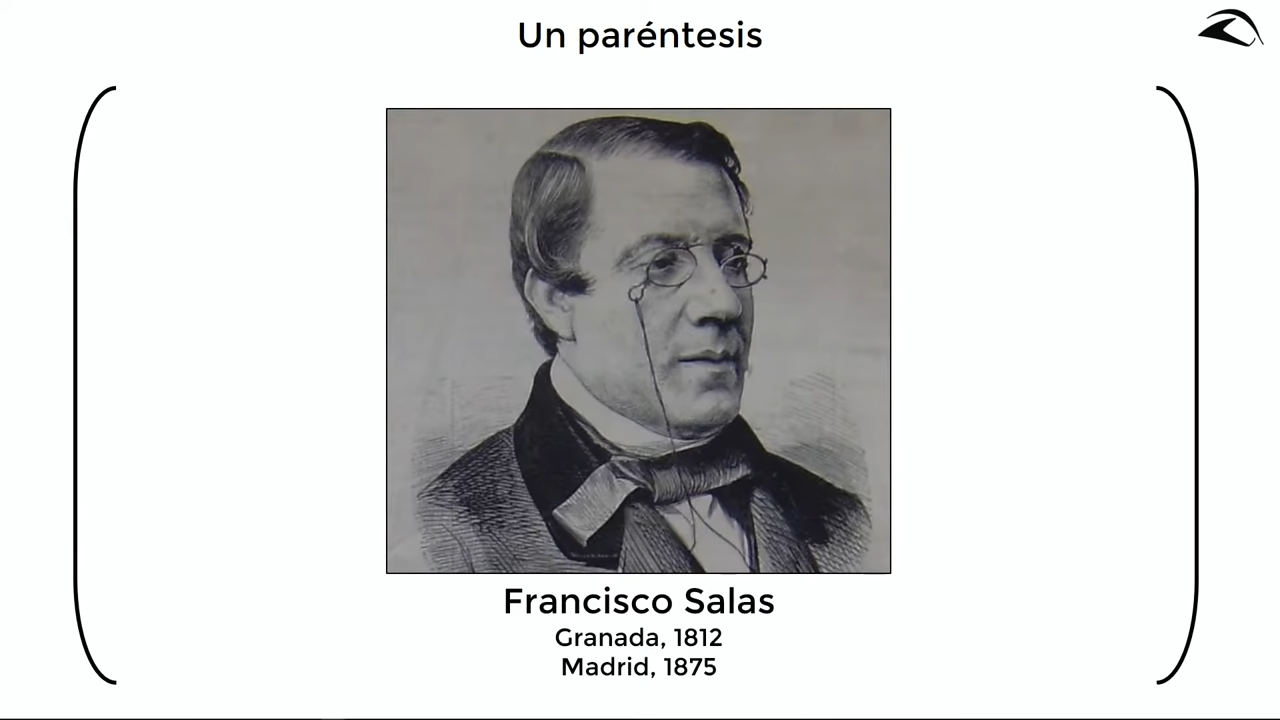 Un paréntesis
Francisco Salas
Granada, 1812
Madrid, 1875